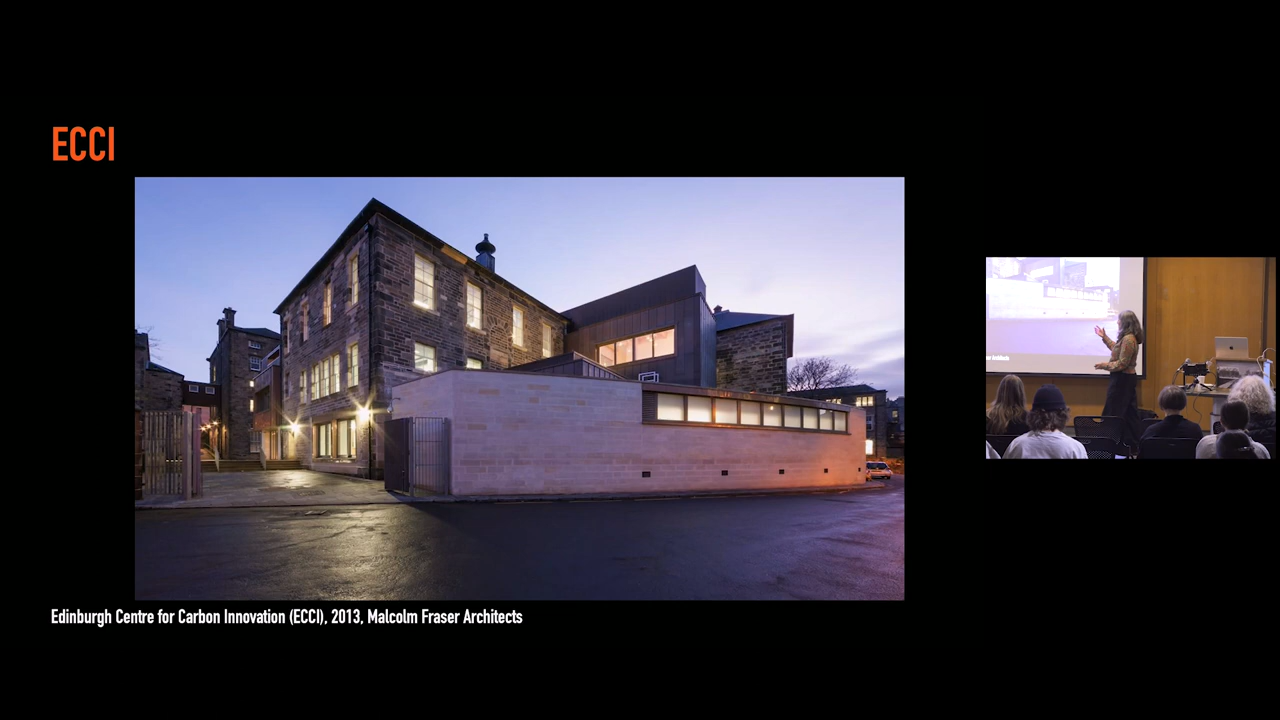 ECCI
Edinburgh Centre for Carbon Innovation (ECCI), 2013, Malcolm Fraser Architects